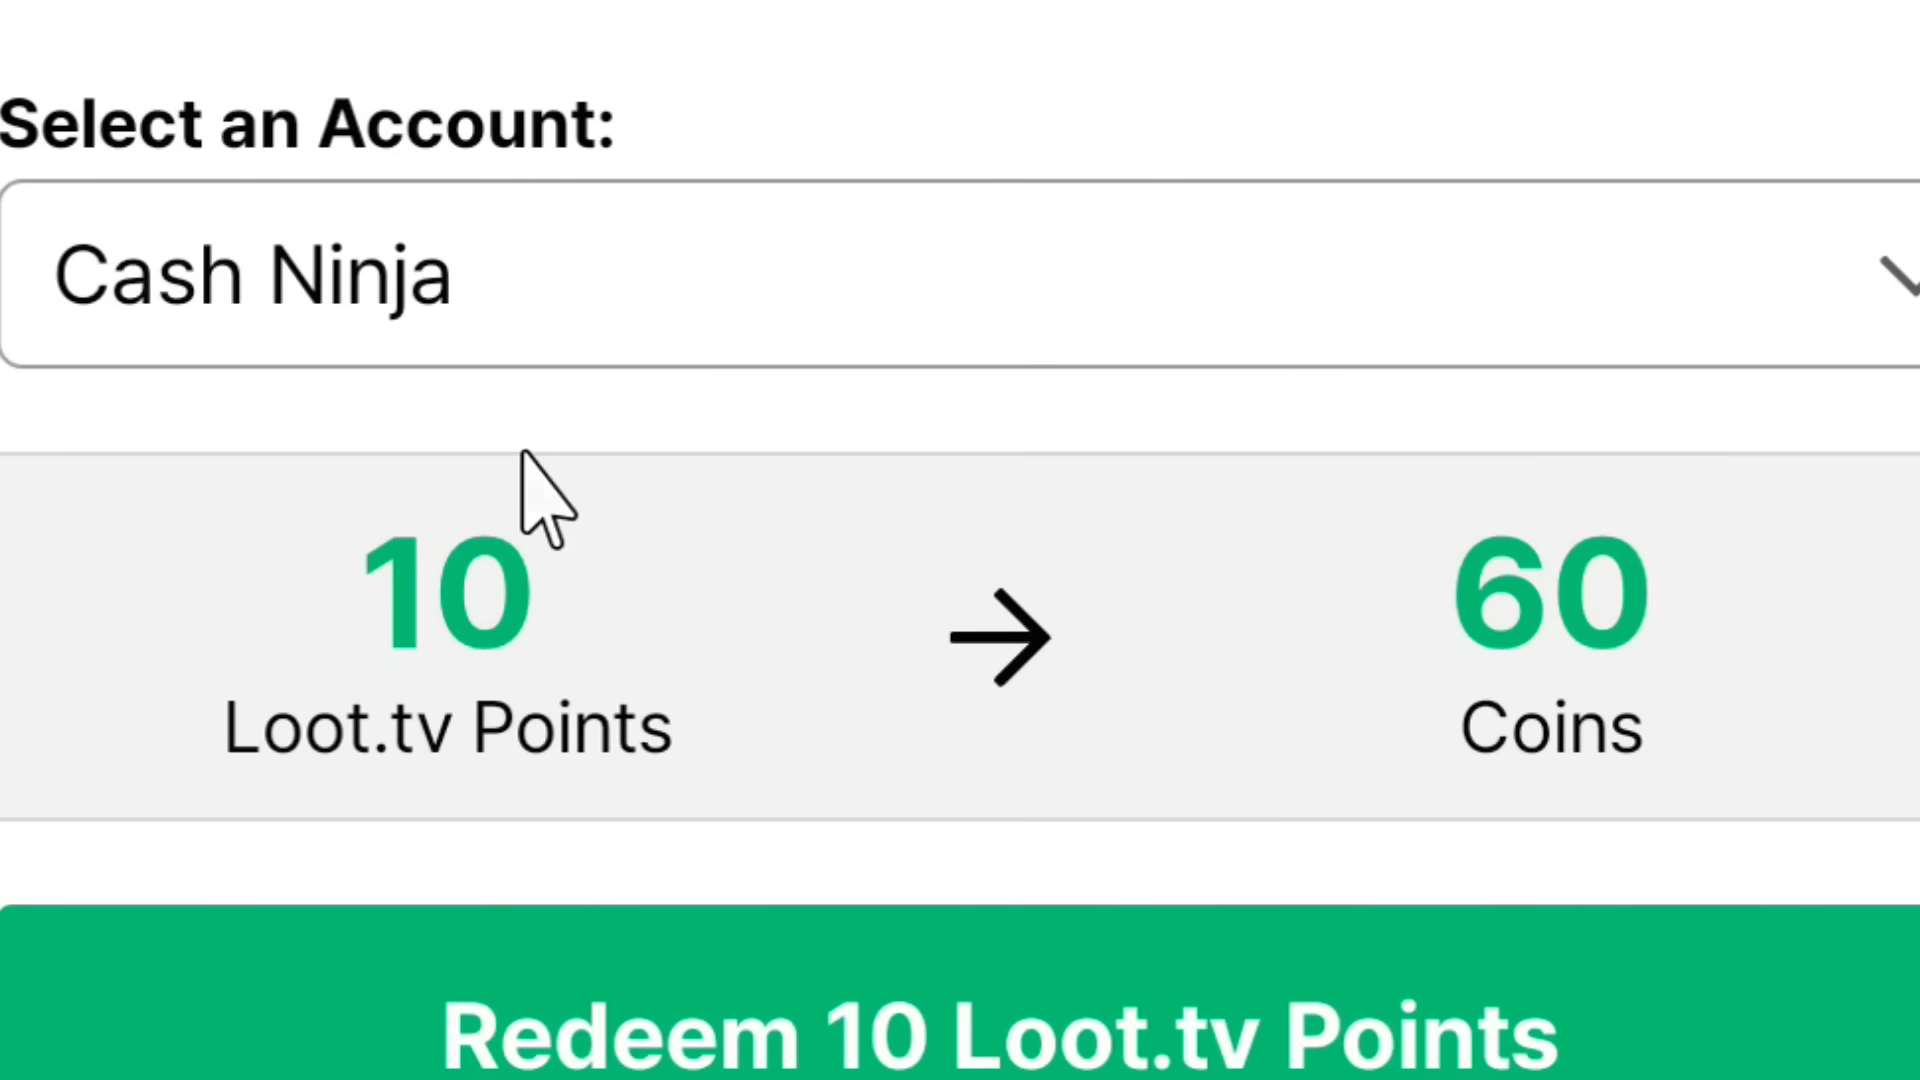 Select an Account:
Cash Ninja
10
Loot.tv Points
60
Coins
Redeem 10 Loot.tv Points